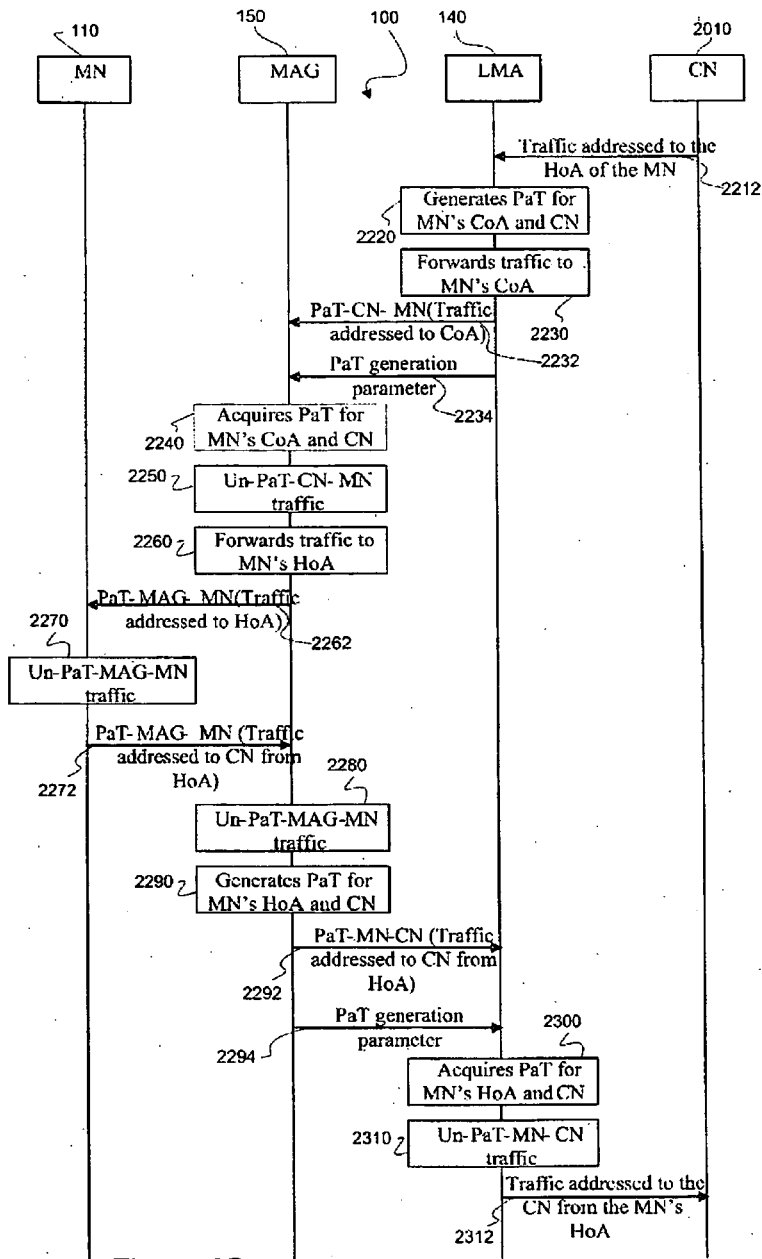 110
150
100
140
2010
MN
MAG
LMA
CN
Traffic addressed to the
HoA of the MN
2212
Generates PaT for
MN's CoA and CN
2220
Forwards traffic to
MN's CoA
2230
PaT-CN- MN(Traffic
addressed to CoA)
2232
PaT generation
parameter
2234
Acquires PaT for
MN's CoA and CN
2240
2250
Un-PaT-CN- MN
traffic
2260
Forwards traffic to
MN's HoA
PaT- MAG- MN(Traffic
addressed to HoA)
2262
2270
Un-PaT-MAG-MN
traffic
PaT- MAG- MN (Traffic
addressed to CN from
HoA)
2272
2280
Un-PaT-MAG-MN
traffic
2290
Generates PaT for
MN's HoA and CN
PaT-MN-CN (Traffic
addressed to CN from
HoA)
2292
PaT generation
parameter
2294
2300
Acquires PaT for
MN's HoA and CN
2310
Un-PaT-MN- CN
traffic
Traffic addressed to the
CN from the MN's
HoA
2312